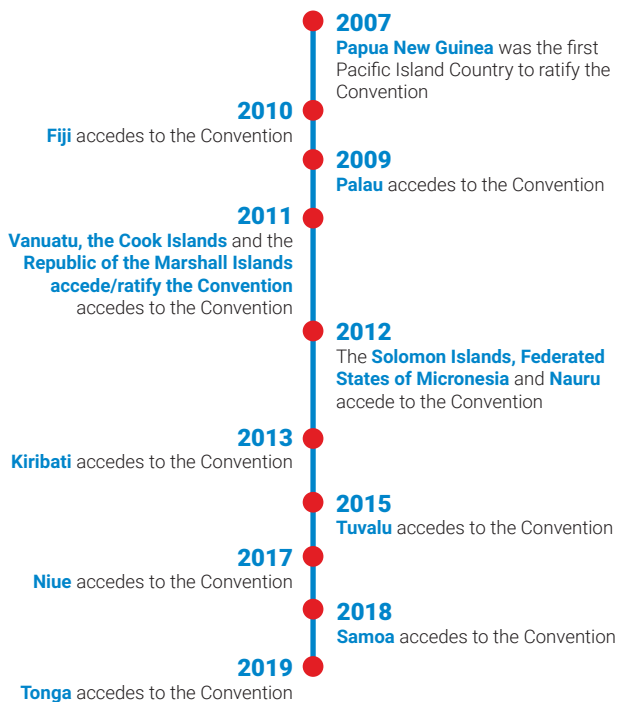 2007
Papua New Guinea was the first
Pacific Island Country to ratify the
Convention
2010
Fiji accedes to the Convention
2009
Palau accedes to the Convention
2011
Vanuatu, the Cook Islands and the
Republic of the Marshall Islands
accede/ratify the Convention
accedes to the Convention
2012
The Solomon Islands, Federated
States of Micronesia and Nauru
accede to the Convention
2013
Kiribati accedes to the Convention
2015
Tuvalu accedes to the Convention
2017
Niue accedes to the Convention
2018
Samoa accedes to the Convention
2019
Tonga accedes to the Convention